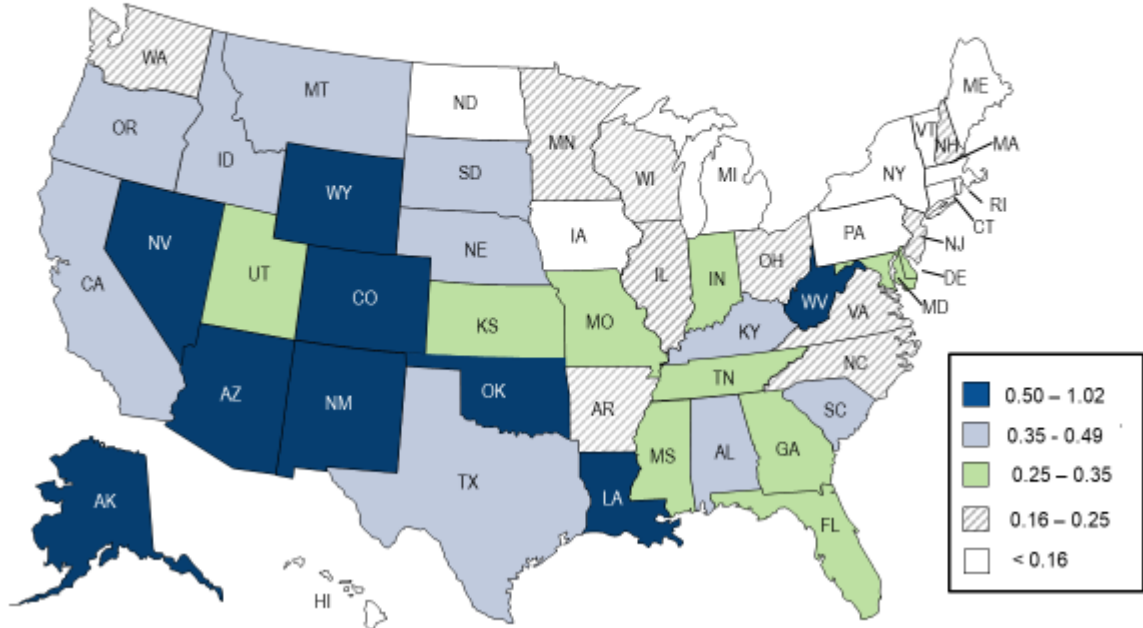 WA
MT
ND
ME
OR
ID
MN
VT
NH
MA
SD
WI
MI
NY
WY
RI
CT
NV
NE
IA
PA
NJ
CA
UT
CO
IL
IN
OH
DE
MD
KS
MO
WV
VA
KY
AZ
NM
OK
AR
TN
NC
SC
TX
LA
MS
AL
GA
FL
AK
HI
0.50 – 1.02
0.35 - 0.49
0.25 – 0.35
0.16 – 0.25
< 0.16